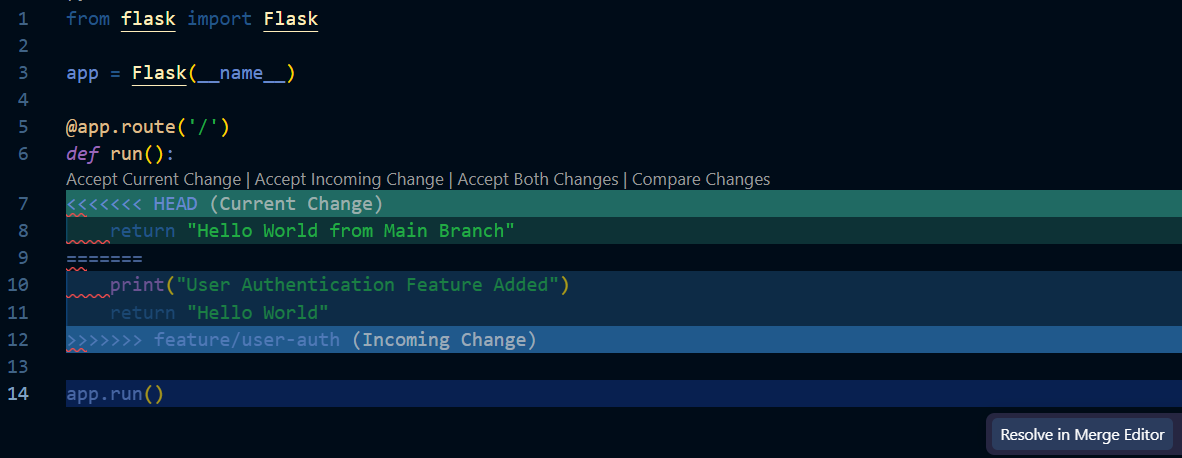 1 from flask import Flask
2
3 app = Flask(__name__)
4
5 @app.route('/')
6 def run():
Accept Current Change | Accept Incoming Change | Accept Both Changes | Compare Changes
7 <<<<<<< HEAD (Current Change)
8     return "Hello World from Main Branch"
9 =======
10     print("User Authentication Feature Added")
11     return "Hello World"
12 >>>>>>> feature/user-auth (Incoming Change)
13
14 app.run()
Resolve in Merge Editor